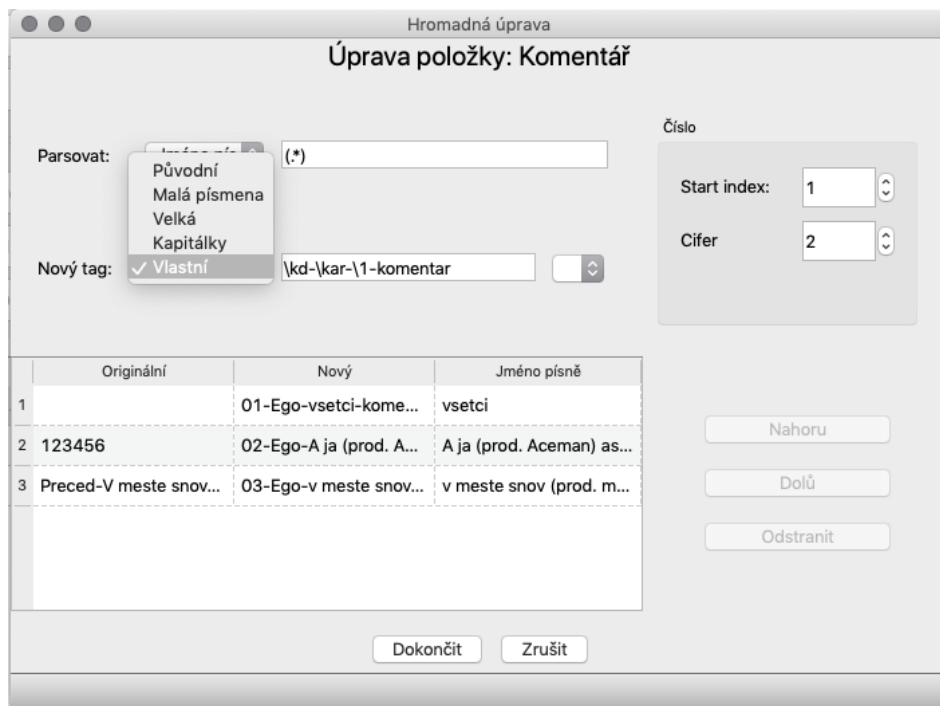 Hromadná úprava
Úprava položky: Komentář
Číslo
Parsovat:
(.*)
Původní
Malá písmena
Velká
Kapitálky
✓ Vlastní
Start index:
1
Cifer
2
Nový tag:
\kd-\kar-\1-komentar
Originální Nový Jméno písně
1 01-Ego-vsetci-kome... vsetci
2 123456 02-Ego-A ja (prod. A... A ja (prod. Aceman) as...
3 Preced-V meste snov... 03-Ego-v meste snov... v meste snov (prod. m...
Nahoru
Dolů
Odstranit
Dokončit Zrušit